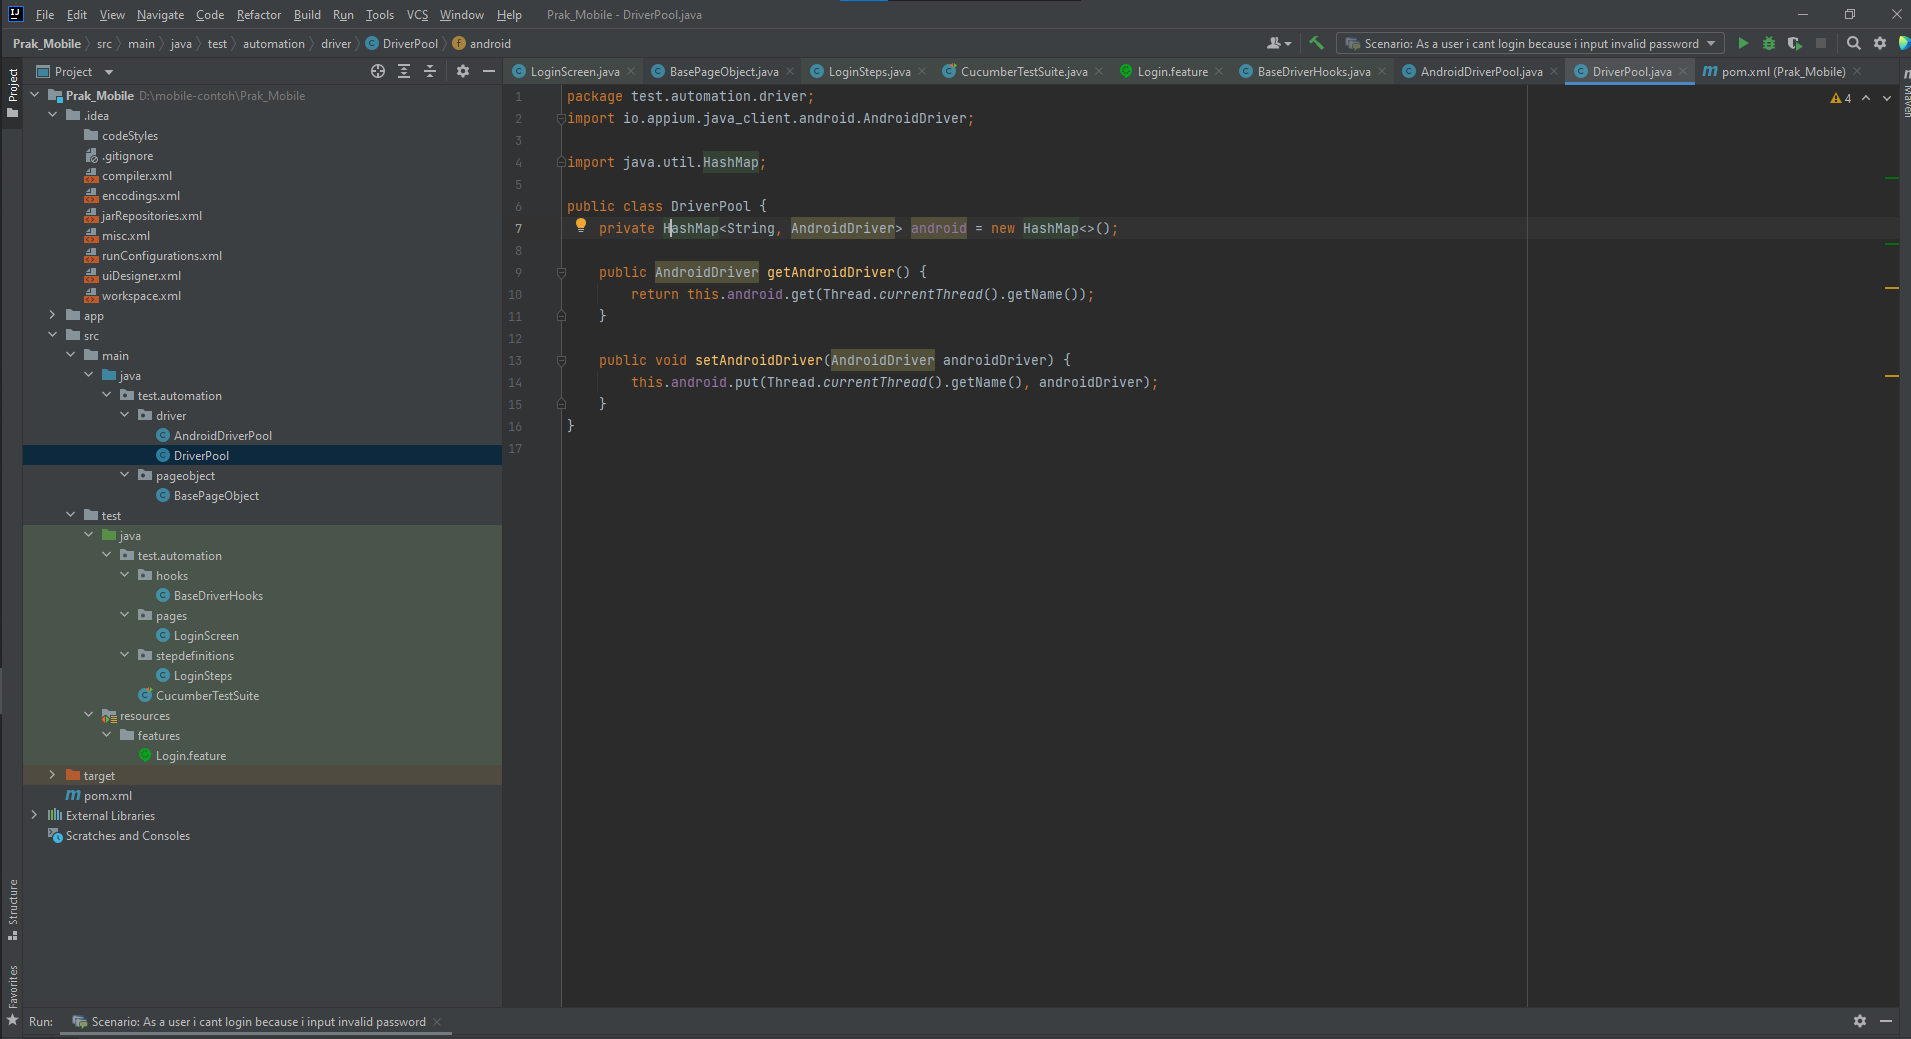 File Edit View Navigate Code Refactor Build Run Tools VCS Window Help Prak_Mobile - DriverPool.java
Prak_Mobile src main java test automation driver DriverPool android
Scenario: As a user i cant login because i input invalid password
Project
LoginScreen.java BasePageObject.java LoginSteps.java CucumberTestSuite.java Login.feature BaseDriverHooks.java AndroidDriverPool.java DriverPool.java pom.xml (Prak_Mobile)
Project
Maven
Prak_Mobile D:\mobile-contoh\Prak_Mobile
.idea
codeStyles
.gitignore
compiler.xml
encodings.xml
jarRepositories.xml
misc.xml
runConfigurations.xml
uiDesigner.xml
workspace.xml
app
src
main
java
test.automation
driver
AndroidDriverPool
DriverPool
pageobject
BasePageObject
test
java
test.automation
hooks
BaseDriverHooks
pages
LoginScreen
stepdefinitions
LoginSteps
CucumberTestSuite
resources
features
Login.feature
target
pom.xml
External Libraries
Scratches and Consoles
Structure
Favorites
4
1 package test.automation.driver;
2 import io.appium.java_client.android.AndroidDriver;
3
4 import java.util.HashMap;
5
6 public class DriverPool {
7 private HashMap<String, AndroidDriver> android = new HashMap<>();
8
9 public AndroidDriver getAndroidDriver() {
10 return this.android.get(Thread.currentThread().getName());
11 }
12
13 public void setAndroidDriver(AndroidDriver androidDriver) {
14 this.android.put(Thread.currentThread().getName(), androidDriver);
15 }
16 }
17
Run: Scenario: As a user i cant login because i input invalid password